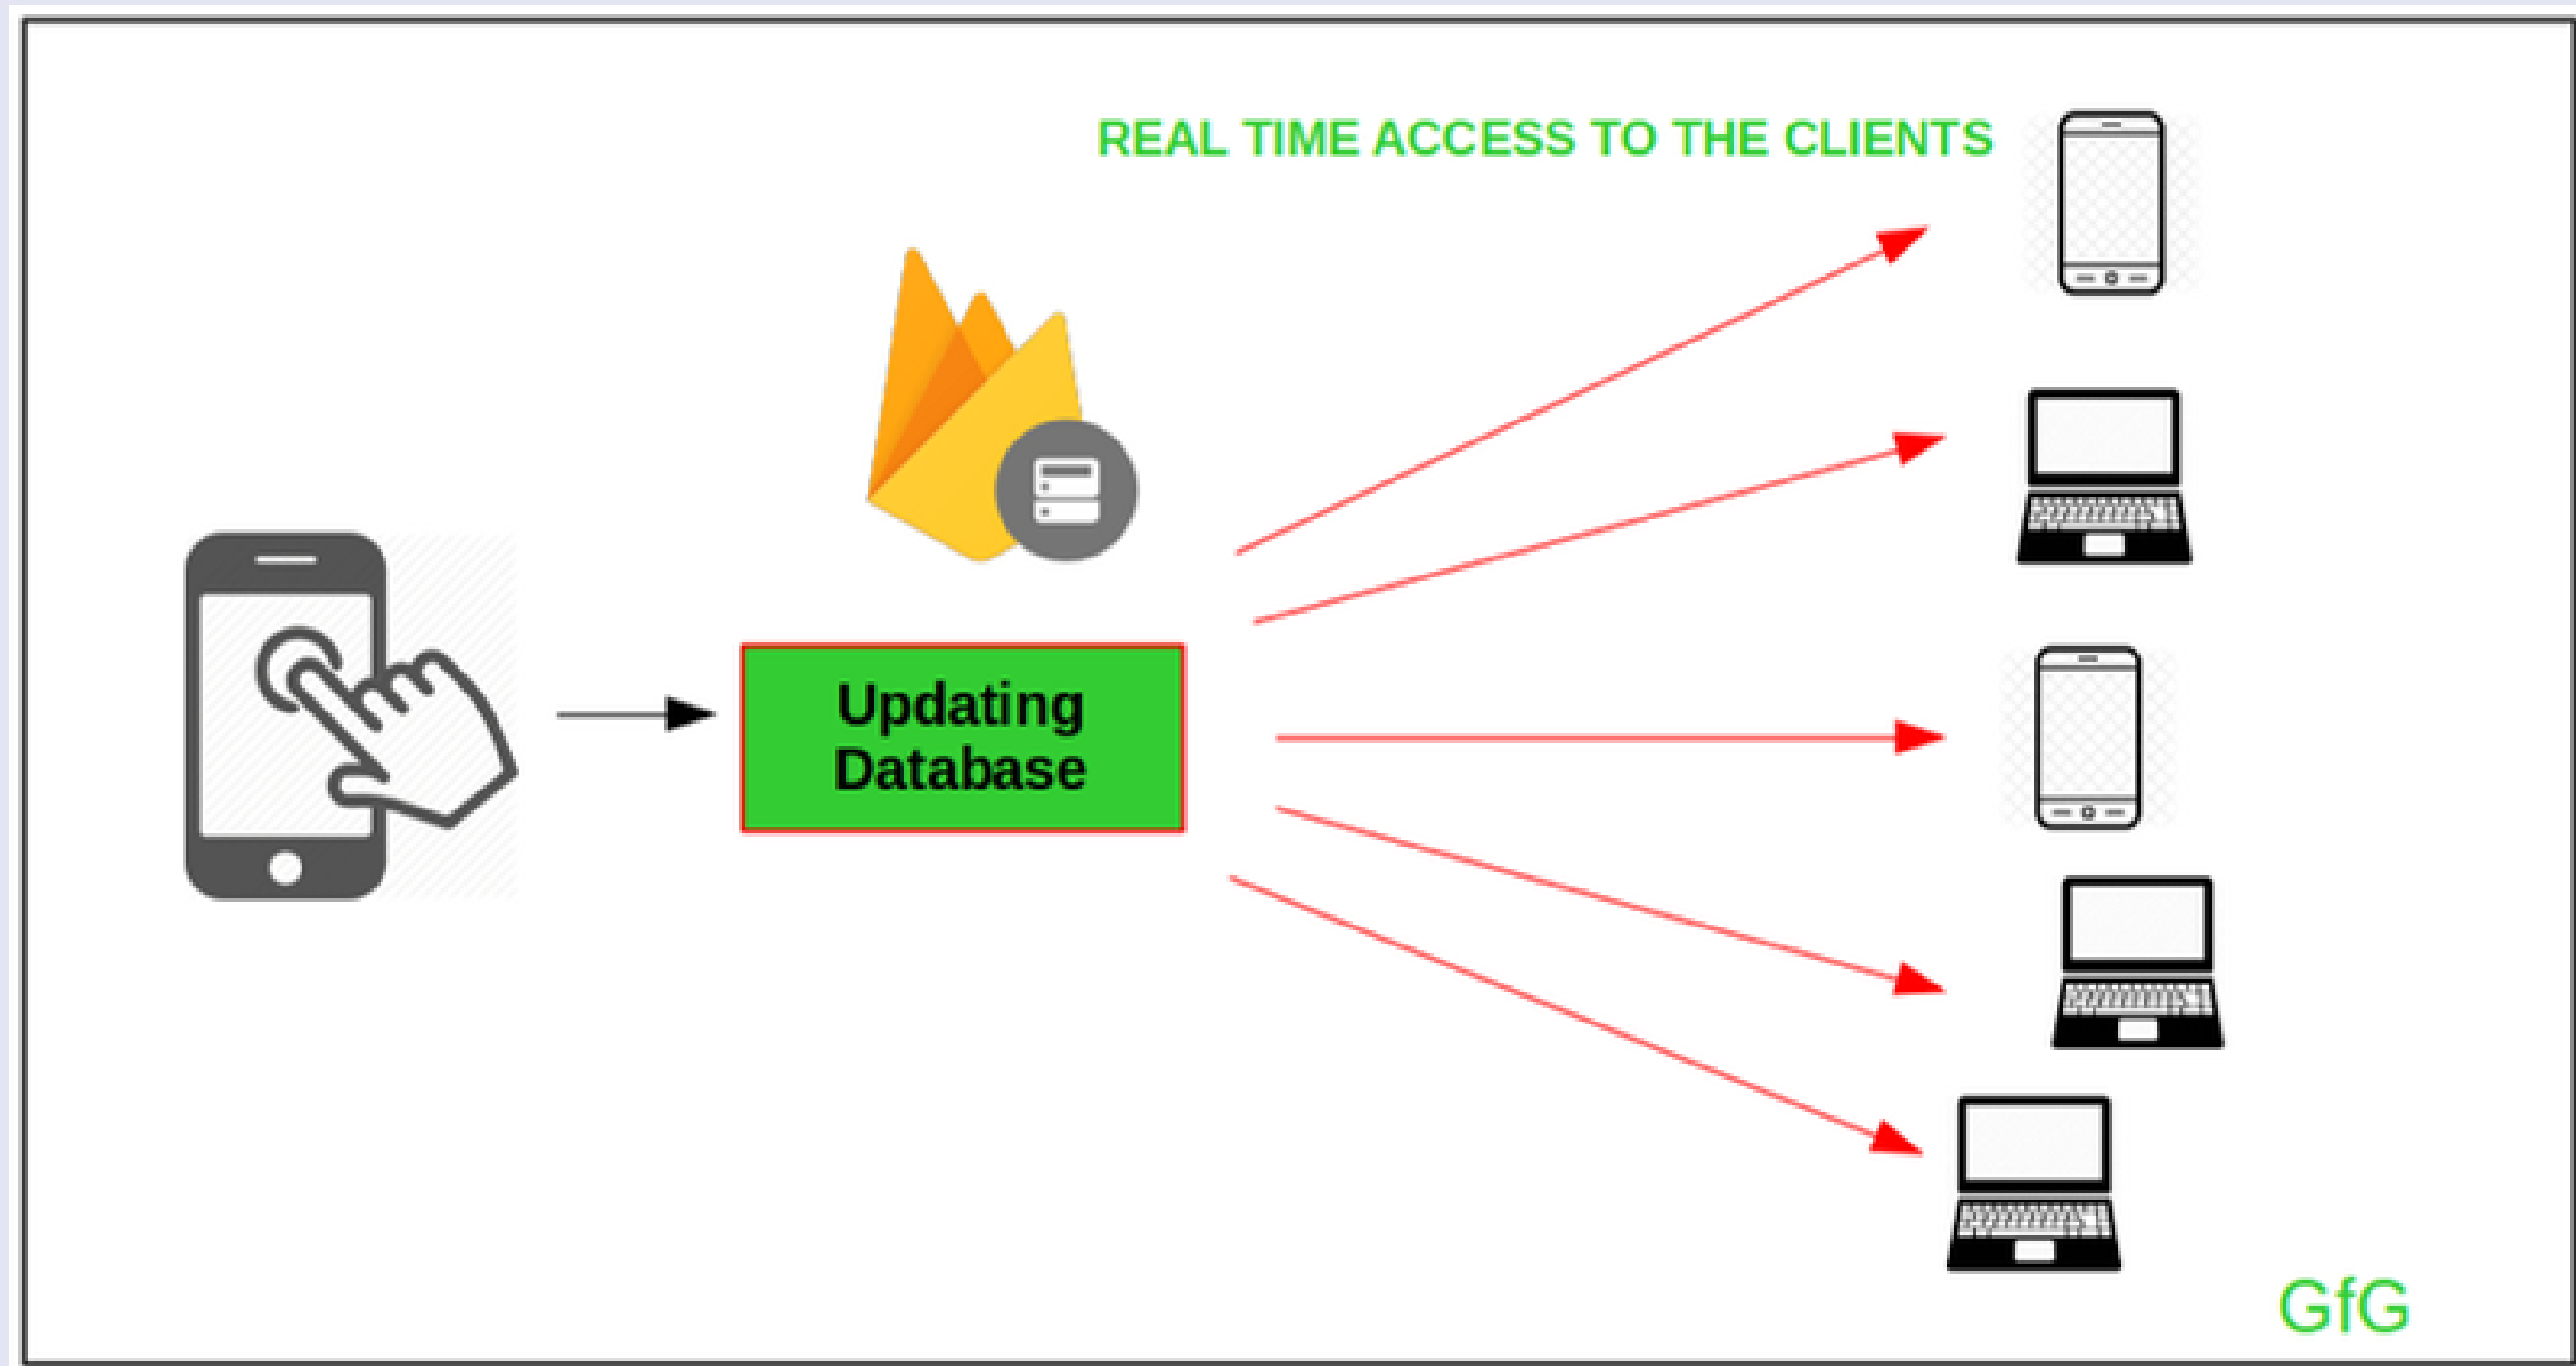 REAL TIME ACCESS TO THE CLIENTS
Updating
Database
GfG